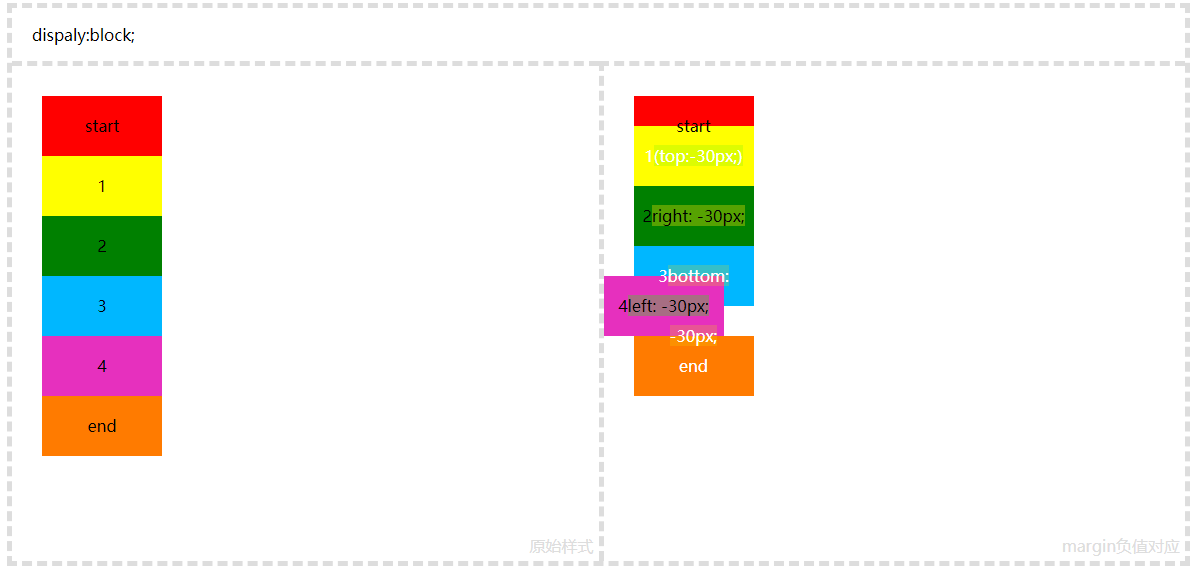 dispaly:block;
start
1
2
3
4
end
原始样式
start
1(top:-30px;)
2right: -30px;
3bottom:
4left: -30px;
-30px;
end
margin负值对应